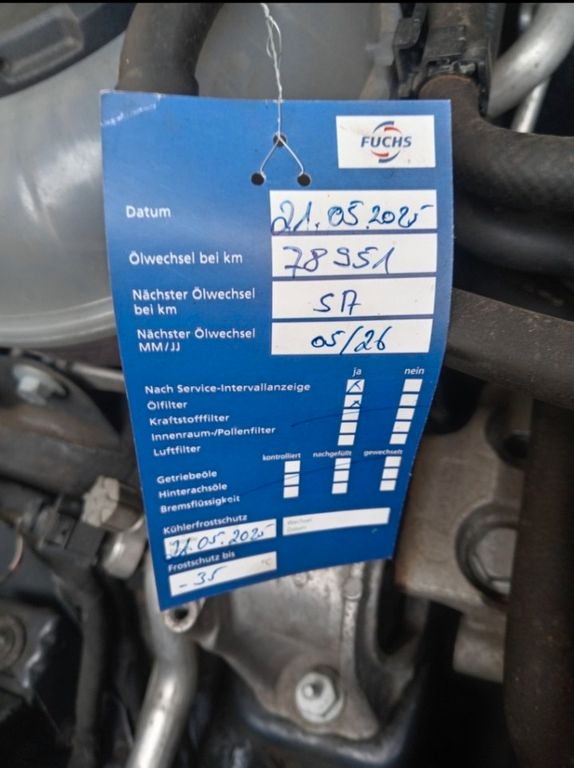 FUCHS
Datum 21.05.2025
Ölwechsel bei km 78951
Nächster Ölwechsel
bei km SA
Nächster Ölwechsel
MM/JJ 05/26
ja nein
Nach Service-Intervallanzeige
Ölfilter
Kraftstofffilter
Innenraum-/Pollenfilter
Luftfilter
kontrolliert nachgefüllt gewechselt
Getriebeöle
Hinterachsöle
Bremsflüssigkeit
Kühlerfrostschutz
21.05.2025
Wechsel
Datum:
Frostschutz bis
-35 °C